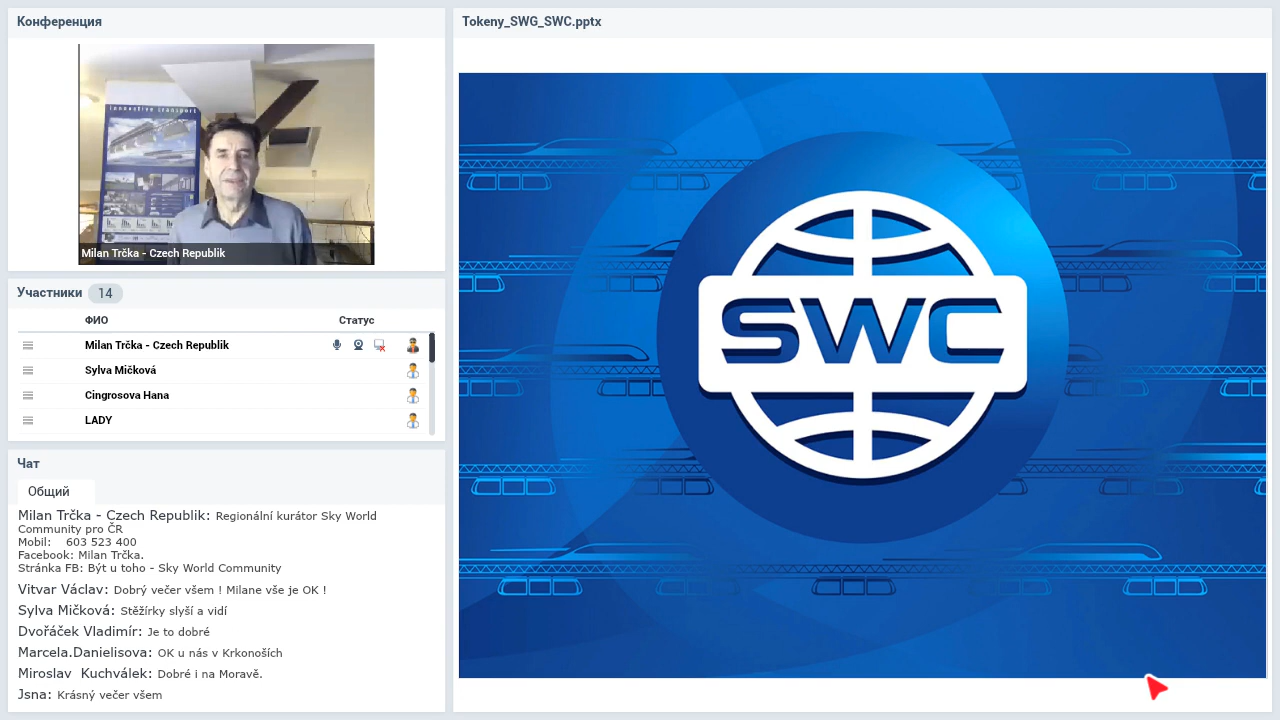 Конференция
innovative transport
Milan Trčka - Czech Republik
Участники 14
ФИО Статус
Milan Trčka - Czech Republik
Sylva Mičková
Cingrosova Hana
LADY
Чат
Общий
Milan Trčka - Czech Republik: Regionální kurátor Sky World
Community pro ČR
Mobil: 603 523 400
Facebook: Milan Trčka.
Stránka FB: Být u toho - Sky World Community
Vitvar Václav: Dobrý večer všem ! Milane vše je OK !
Sylva Mičková: Stěžírky slyší a vidí
Dvořáček Vladimír: Je to dobré
Marcela.Danielisova: OK u nás v Krkonoších
Miroslav  Kuchválek: Dobré i na Moravě.
Jsna: Krásný večer všem
Tokeny_SWG_SWC.pptx
SWC